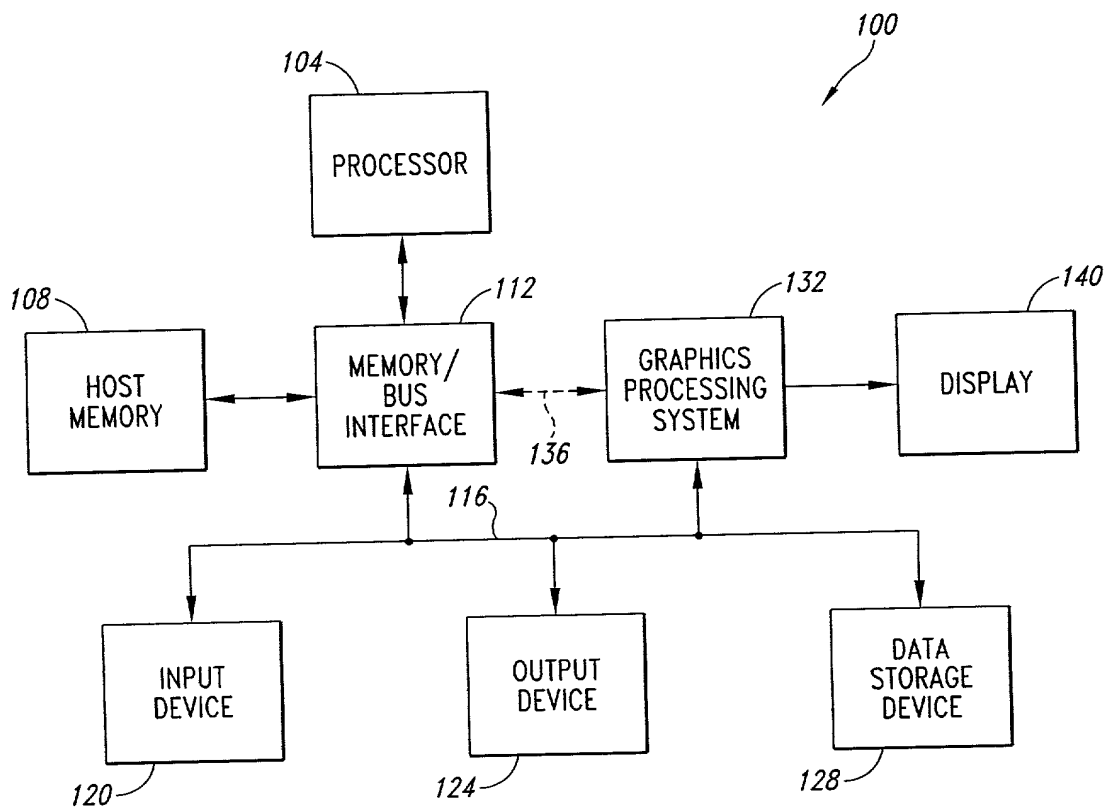 100
104
PROCESSOR
108
112
132
140
HOST
MEMORY
MEMORY/
BUS
INTERFACE
136
GRAPHICS
PROCESSING
SYSTEM
DISPLAY
116
INPUT
DEVICE
OUTPUT
DEVICE
DATA
STORAGE
DEVICE
120
124
128